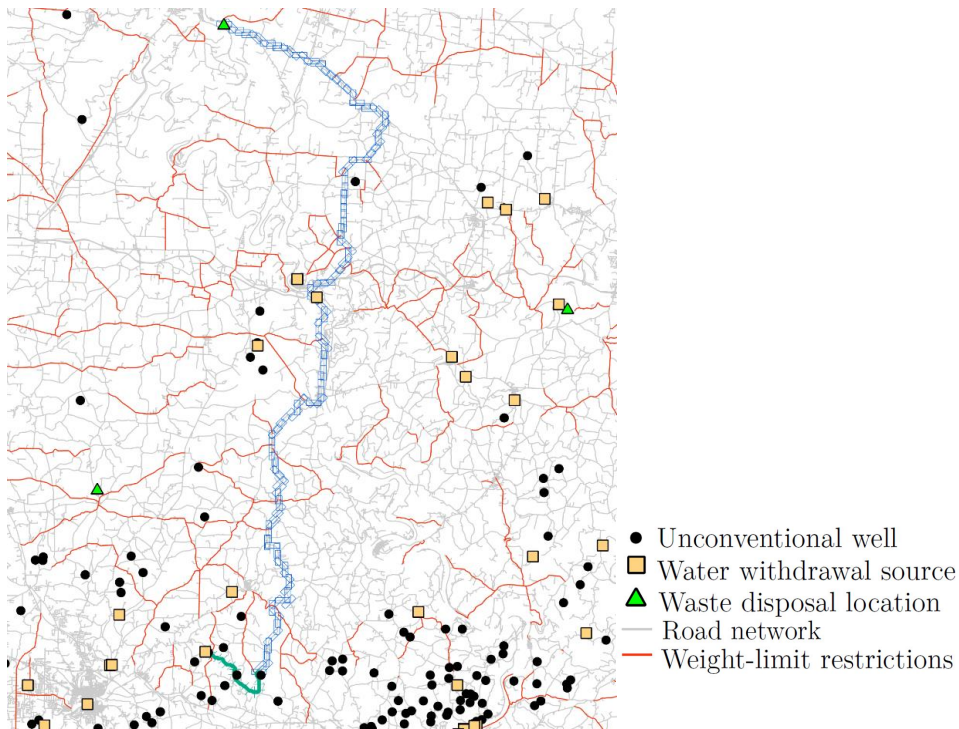 Unconventional well
Water withdrawal source
Waste disposal location
Road network
Weight-limit restrictions